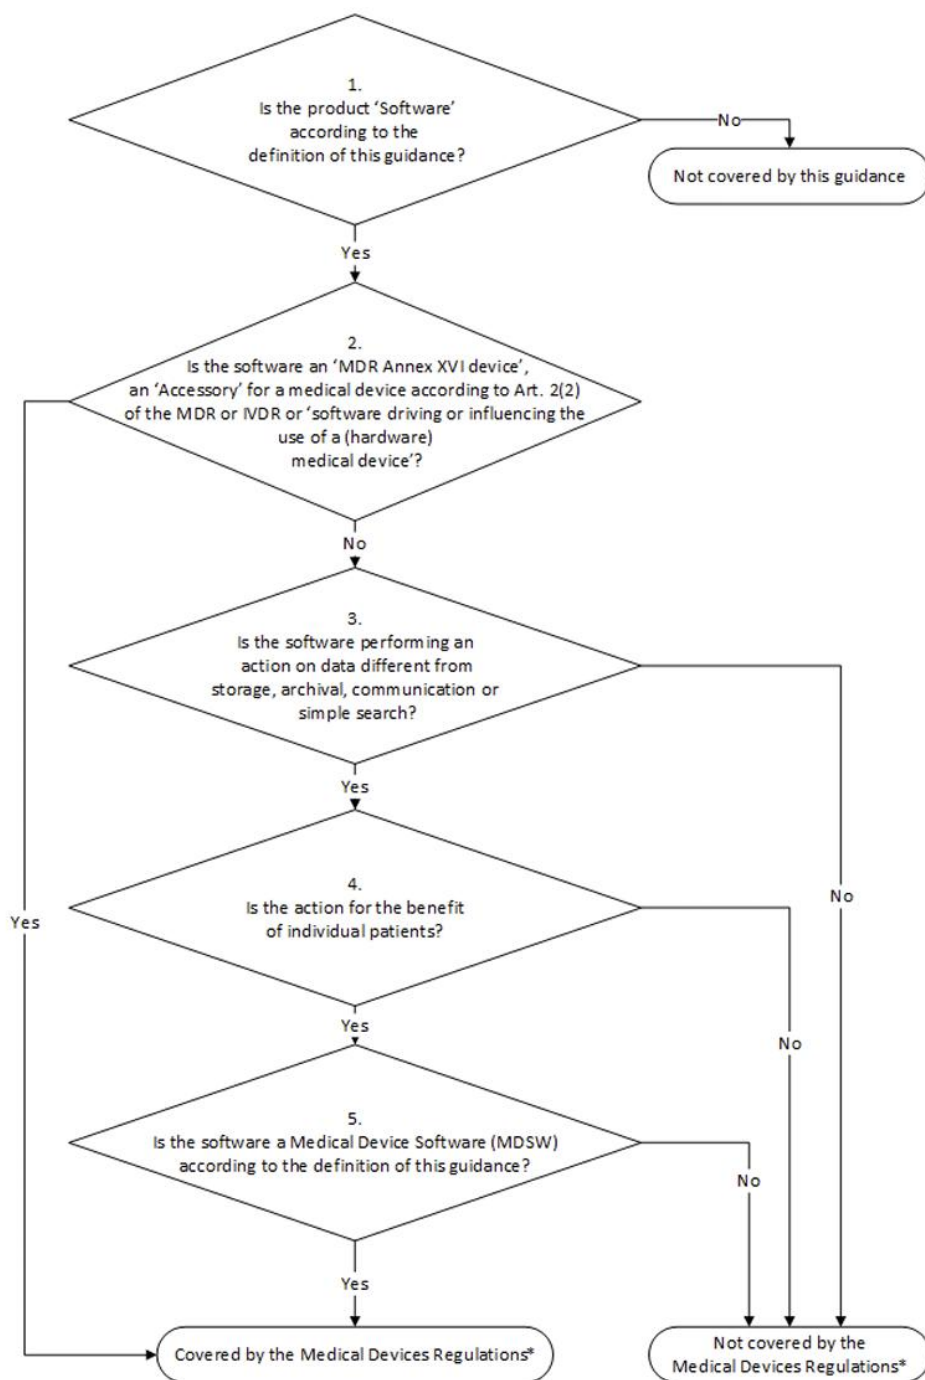 1.
Is the product ‘Software’
according to the
definition of this guidance?
No
Not covered by this guidance
Yes
2.
Is the software an ‘MDR Annex XVI device’,
an ‘Accessory’ for a medical device according to Art. 2(2)
of the MDR or IVDR or ‘software driving or influencing the
use of a (hardware)
medical device’?
No
3.
Is the software performing an
action on data different from
storage, archival, communication or
simple search?
Yes
4.
Is the action for the benefit
of individual patients?
No
Yes
Yes
No
5.
Is the software a Medical Device Software (MDSW)
according to the definition of this guidance?
No
Yes
Covered by the Medical Devices Regulations*
Not covered by the
Medical Devices Regulations*